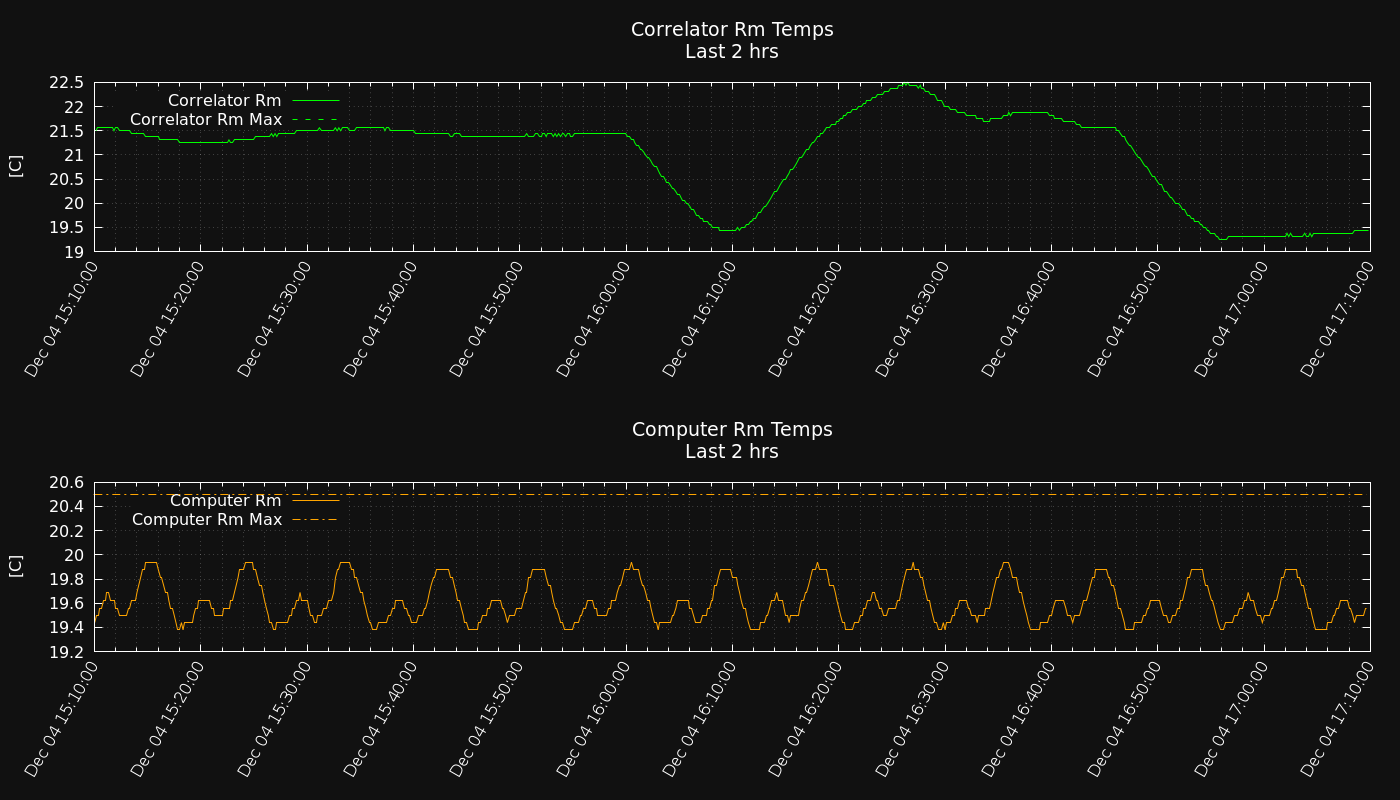 Correlator Rm Temps
Last 2 hrs
22.5
22
21.5
21
20.5
20
19.5
19
[C]
Correlator Rm
Correlator Rm Max
Dec 04 15:10:00
Dec 04 15:20:00
Dec 04 15:30:00
Dec 04 15:40:00
Dec 04 15:50:00
Dec 04 16:00:00
Dec 04 16:10:00
Dec 04 16:20:00
Dec 04 16:30:00
Dec 04 16:40:00
Dec 04 16:50:00
Dec 04 17:00:00
Dec 04 17:10:00
Computer Rm Temps
Last 2 hrs
20.6
20.4
20.2
20
19.8
19.6
19.4
19.2
[C]
Computer Rm
Computer Rm Max
Dec 04 15:10:00
Dec 04 15:20:00
Dec 04 15:30:00
Dec 04 15:40:00
Dec 04 15:50:00
Dec 04 16:00:00
Dec 04 16:10:00
Dec 04 16:20:00
Dec 04 16:30:00
Dec 04 16:40:00
Dec 04 16:50:00
Dec 04 17:00:00
Dec 04 17:10:00